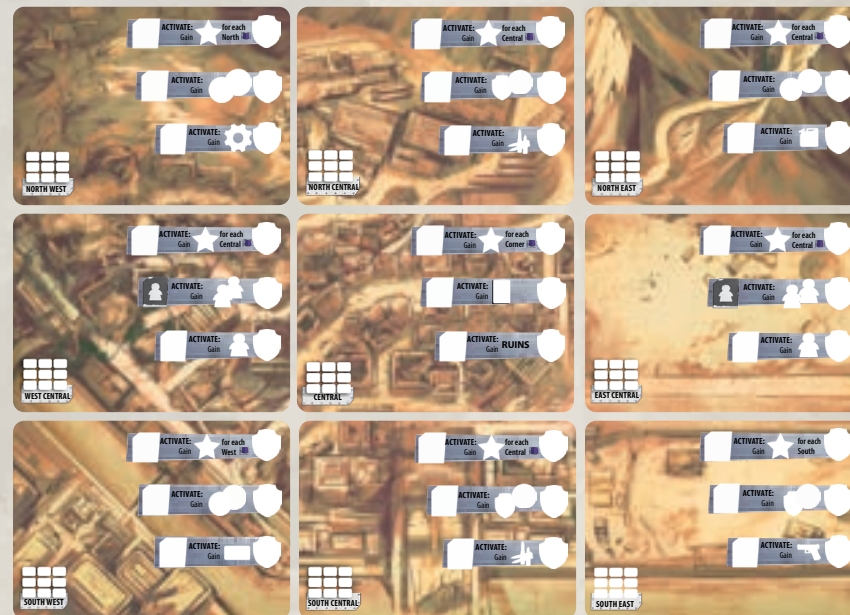 ACTIVATE:
Gain
for each
North
ACTIVATE:
Gain
ACTIVATE:
Gain
NORTH WEST
ACTIVATE:
Gain
for each
Central
ACTIVATE:
Gain
ACTIVATE:
Gain
NORTH CENTRAL
ACTIVATE:
Gain
for each
Central
ACTIVATE:
Gain
ACTIVATE:
Gain
NORTH EAST
ACTIVATE:
Gain
for each
Central
ACTIVATE:
Gain
ACTIVATE:
Gain
WEST CENTRAL
ACTIVATE:
Gain
for each
Corner
ACTIVATE:
Gain
ACTIVATE:
Gain RUINS
CENTRAL
ACTIVATE:
Gain
for each
Central
ACTIVATE:
Gain
ACTIVATE:
Gain
EAST CENTRAL
ACTIVATE:
Gain
for each
West
ACTIVATE:
Gain
ACTIVATE:
Gain
SOUTH WEST
ACTIVATE:
Gain
for each
Central
ACTIVATE:
Gain
ACTIVATE:
Gain
SOUTH CENTRAL
ACTIVATE:
Gain
for each
South
ACTIVATE:
Gain
ACTIVATE:
Gain
SOUTH EAST